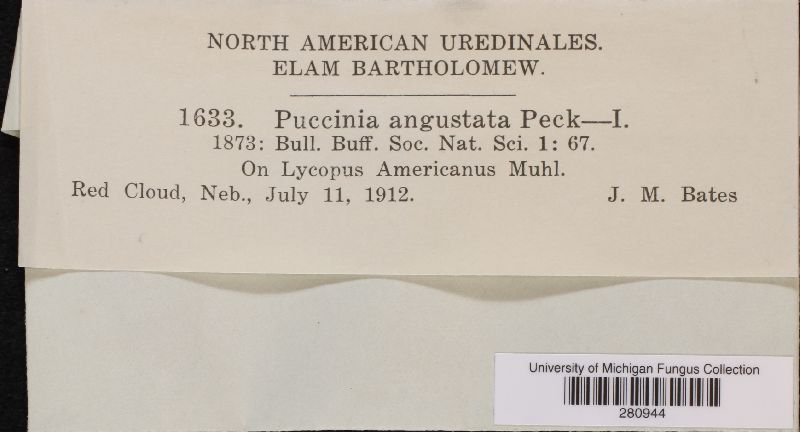 NORTH AMERICAN UREDINALES.
ELAM BARTHOLOMEW.
1633. Puccinia angustata Peck—I.
1873: Bull. Buff. Soc. Nat. Sci. 1: 67.
On Lycopus Americanus Muhl.
Red Cloud, Neb., July 11, 1912. J. M. Bates
University of Michigan Fungus Collection
280944